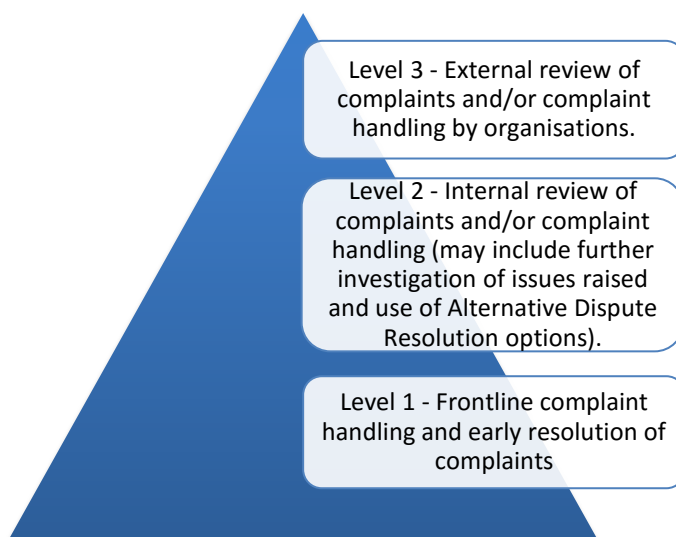 Level 3 - External review of
complaints and/or complaint
handling by organisations.
Level 2 - Internal review of
complaints and/or complaint
handling (may include further
investigation of issues raised
and use of Alternative Dispute
Resolution options).
Level 1 - Frontline complaint
handling and early resolution of
complaints